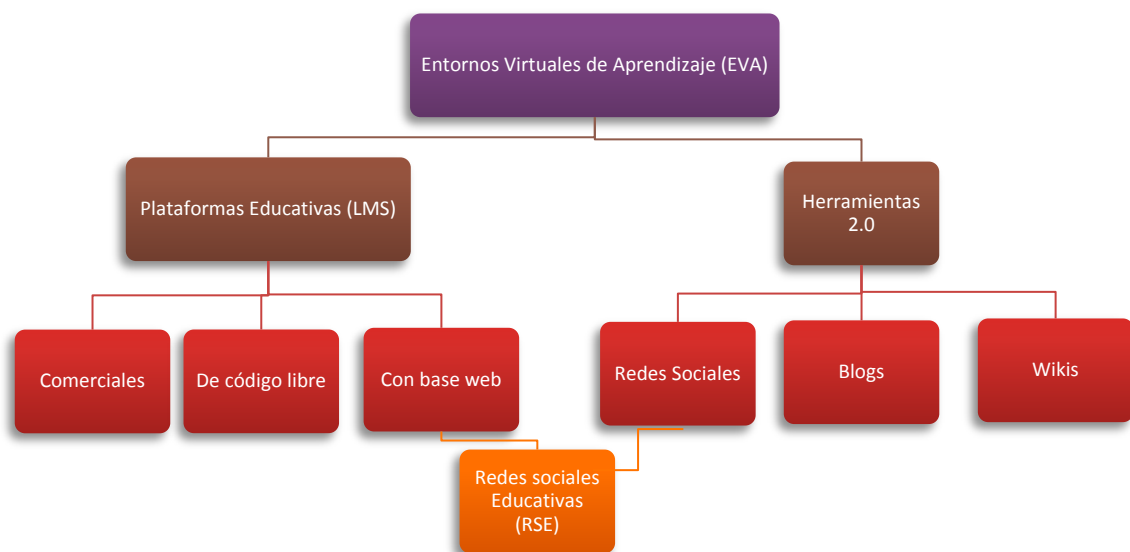 Entornos Virtuales de Aprendizaje (EVA)
Plataformas Educativas (LMS)
Herramientas
2.0
Comerciales
De código libre
Con base web
Redes Sociales
Blogs
Wikis
Redes sociales
Educativas
(RSE)